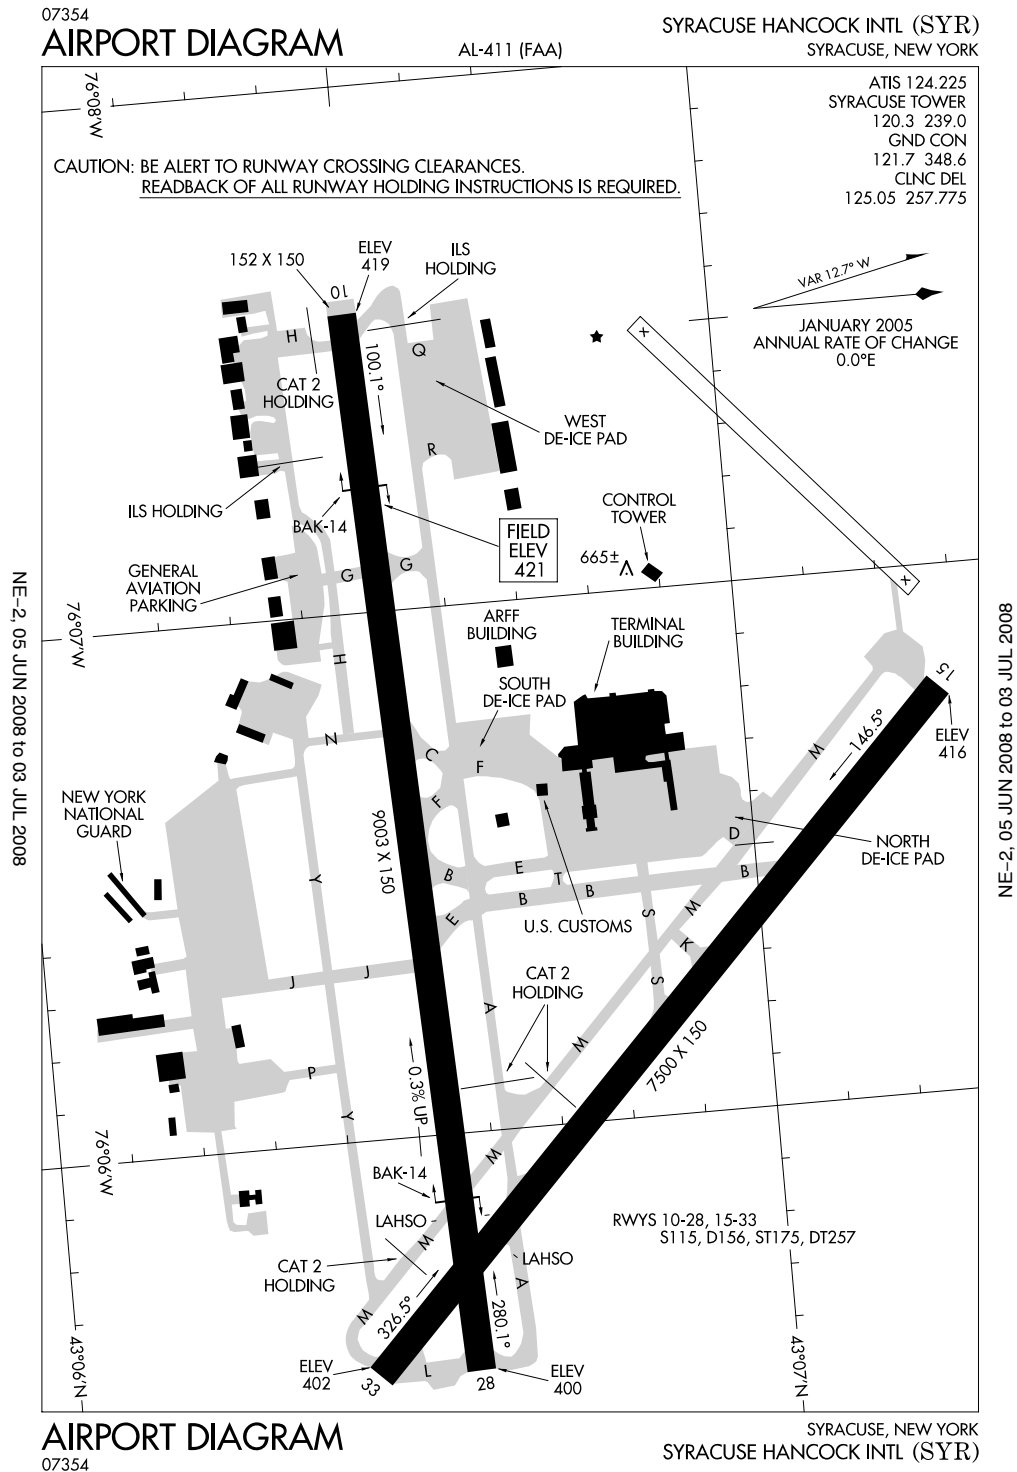 07354
AIRPORT DIAGRAM
AL-411 (FAA)
SYRACUSE HANCOCK INTL (SYR)
SYRACUSE, NEW YORK
76°08'W
ATIS 124.225
SYRACUSE TOWER
120.3 239.0
GND CON
121.7 348.6
CLNC DEL
125.05 257.775
CAUTION: BE ALERT TO RUNWAY CROSSING CLEARANCES.
READBACK OF ALL RUNWAY HOLDING INSTRUCTIONS IS REQUIRED.
152 X 150
ELEV
419
ILS
HOLDING
VAR 12.7° W
JANUARY 2005
ANNUAL RATE OF CHANGE
0.0°E
10
H
Q
X
100.1°
CAT 2
HOLDING
WEST
DE-ICE PAD
R
ILS HOLDING
BAK-14
FIELD
ELEV
421
CONTROL
TOWER
665±
GENERAL
AVIATION
PARKING
G
G
X
76°07'W
ARFF
BUILDING
TERMINAL
BUILDING
H
SOUTH
DE-ICE PAD
15
ELEV
416
146.5°
M
N
C
F
F
NEW YORK
NATIONAL
GUARD
9003 X 150
D
NORTH
DE-ICE PAD
Y
B
E
T
B
B
B
E
S
M
U.S. CUSTOMS
K
J
J
CAT 2
HOLDING
S
A
M
7500 X 150
P
0.3% UP
Y
76°06'W
M
BAK-14
LAHSO
M
RWYS 10-28, 15-33
S115, D156, ST175, DT257
CAT 2
HOLDING
LAHSO
A
M
326.5°
280.1°
ELEV
402
33
L
28
ELEV
400
43°06'N
43°07'N
NE-2, 05 JUN 2008 to 03 JUL 2008
NE-2, 05 JUN 2008 to 03 JUL 2008
AIRPORT DIAGRAM
07354
SYRACUSE, NEW YORK
SYRACUSE HANCOCK INTL (SYR)